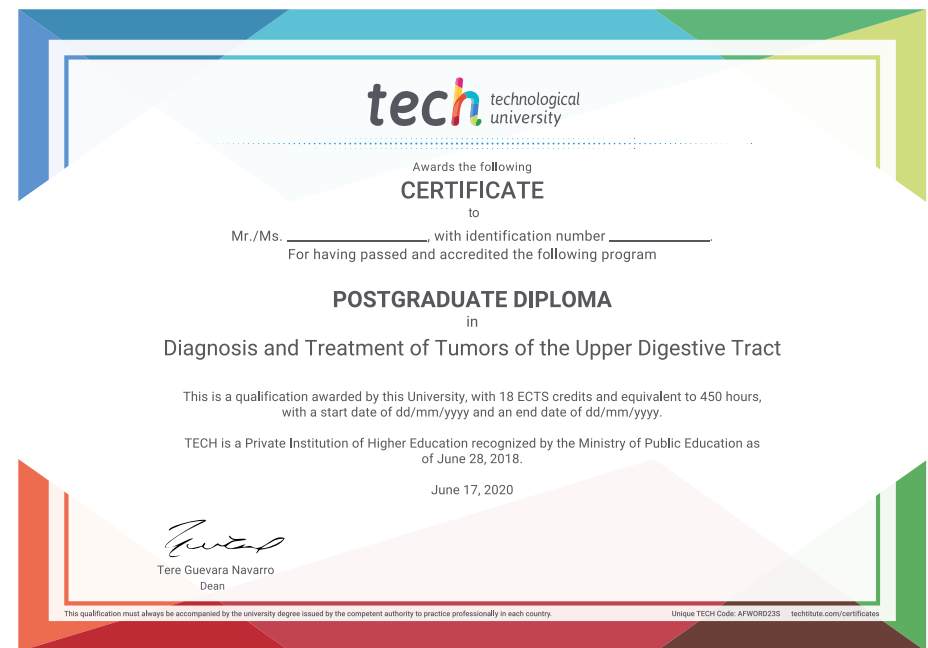 tech technological
university
Awards the following
CERTIFICATE
to
Mr./Ms. ____________, with identification number ____________.
For having passed and accredited the following program
POSTGRADUATE DIPLOMA
in
Diagnosis and Treatment of Tumors of the Upper Digestive Tract
This is a qualification awarded by this University, with 18 ECTS credits and equivalent to 450 hours,
with a start date of dd/mm/yyyy and an end date of dd/mm/yyyy.
TECH is a Private Institution of Higher Education recognized by the Ministry of Public Education as
of June 28, 2018.
June 17, 2020
Tere Guevara Navarro
Dean
This qualification must always be accompanied by the university degree issued by the competent authority to practice professionally in each country. Unique TECH Code: AFWORD23S techtitute.com/certificates